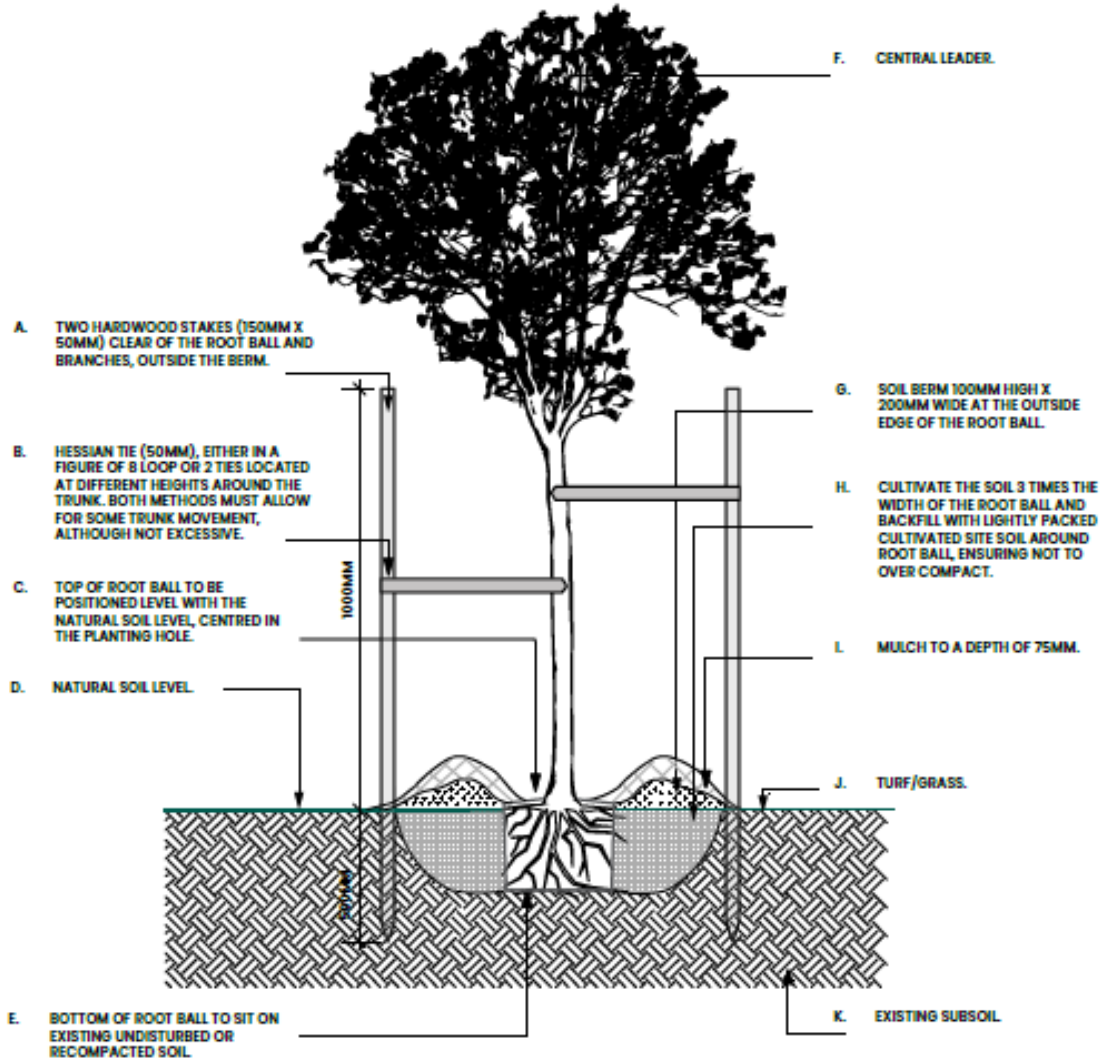 F. CENTRAL LEADER.
A. TWO HARDWOOD STAKES (150MM X
50MM) CLEAR OF THE ROOT BALL AND
BRANCHES, OUTSIDE THE BERM.
B. HESSIAN TIE (50MM), EITHER IN A
FIGURE OF 8 LOOP OR 2 TIES LOCATED
AT DIFFERENT HEIGHTS AROUND THE
TRUNK. BOTH METHODS MUST ALLOW
FOR SOME TRUNK MOVEMENT,
ALTHOUGH NOT EXCESSIVE.
C. TOP OF ROOT BALL TO BE
POSITIONED LEVEL WITH THE
NATURAL SOIL LEVEL, CENTRED IN
THE PLANTING HOLE.
D. NATURAL SOIL LEVEL.
E. BOTTOM OF ROOT BALL TO SIT ON
EXISTING UNDISTURBED OR
RECOMPACTED SOIL
1000MM
500MM
G. SOIL BERM 100MM HIGH X
200MM WIDE AT THE OUTSIDE
EDGE OF THE ROOT BALL.
H. CULTIVATE THE SOIL 3 TIMES THE
WIDTH OF THE ROOT BALL AND
BACKFILL WITH LIGHTLY PACKED
CULTIVATED SITE SOIL AROUND
ROOT BALL, ENSURING NOT TO
OVER COMPACT.
I. MULCH TO A DEPTH OF 75MM.
J. TURF/GRASS.
K. EXISTING SUBSOIL